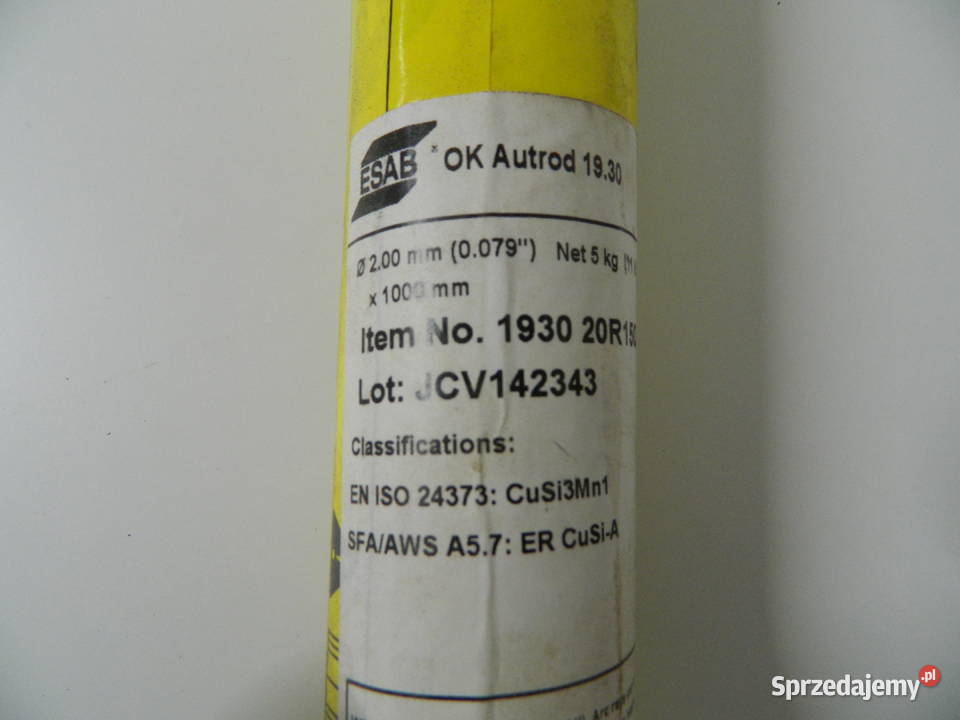 ESAB
OK Autrod 19.30
Ø 2.00 mm (0.079") Net 5 kg
x 1000 mm
Item No. 1930 20R150
Lot: JCV142343
Classifications:
EN ISO 24373: CuSi3Mn1
SFA/AWS A5.7: ER CuSi-A
Sprzedajemy.pl